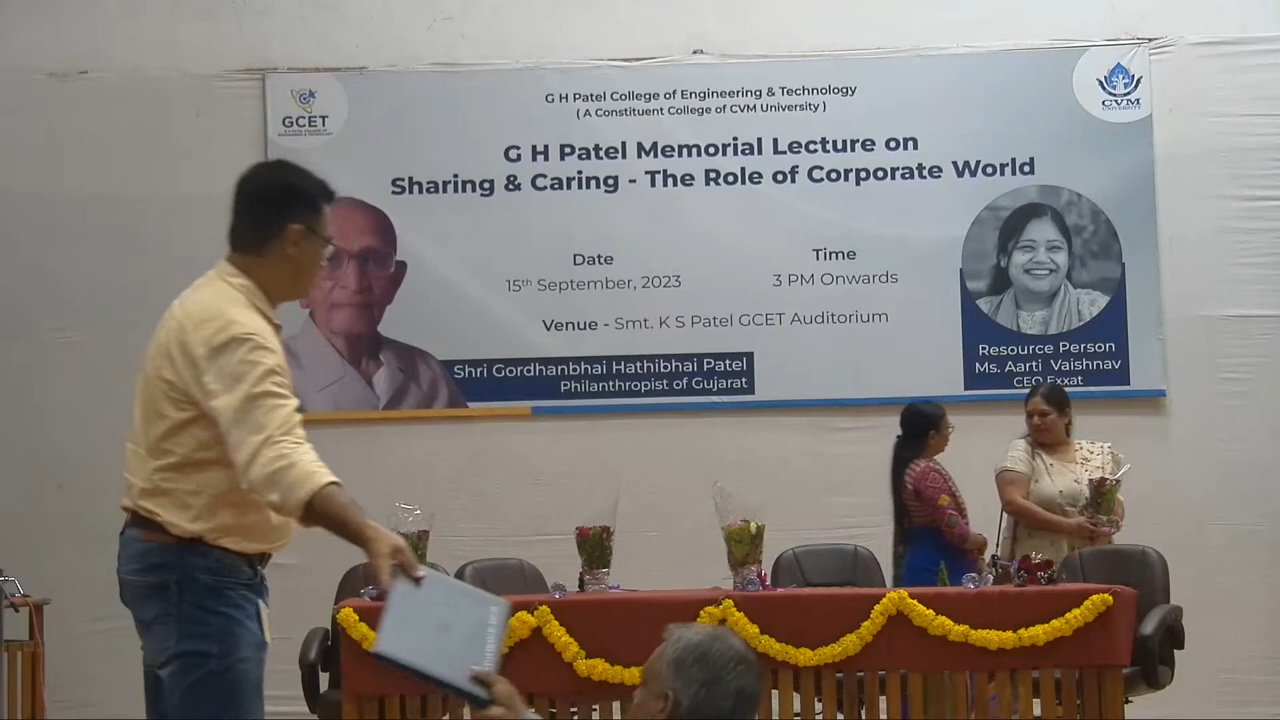 G H Patel College of Engineering & Technology
( A Constituent College of CVM University )
GCET
CVM
UNIVERSITY
G H Patel Memorial Lecture on
Sharing & Caring - The Role of Corporate World
Date
Time
15th September, 2023
3 PM Onwards
Venue - Smt. K S Patel GCET Auditorium
Shri Gordhanbhai Hathibhai Patel
Philanthropist of Gujarat
Resource Person
Ms. Aarti Vaishnav
CEO Exxat